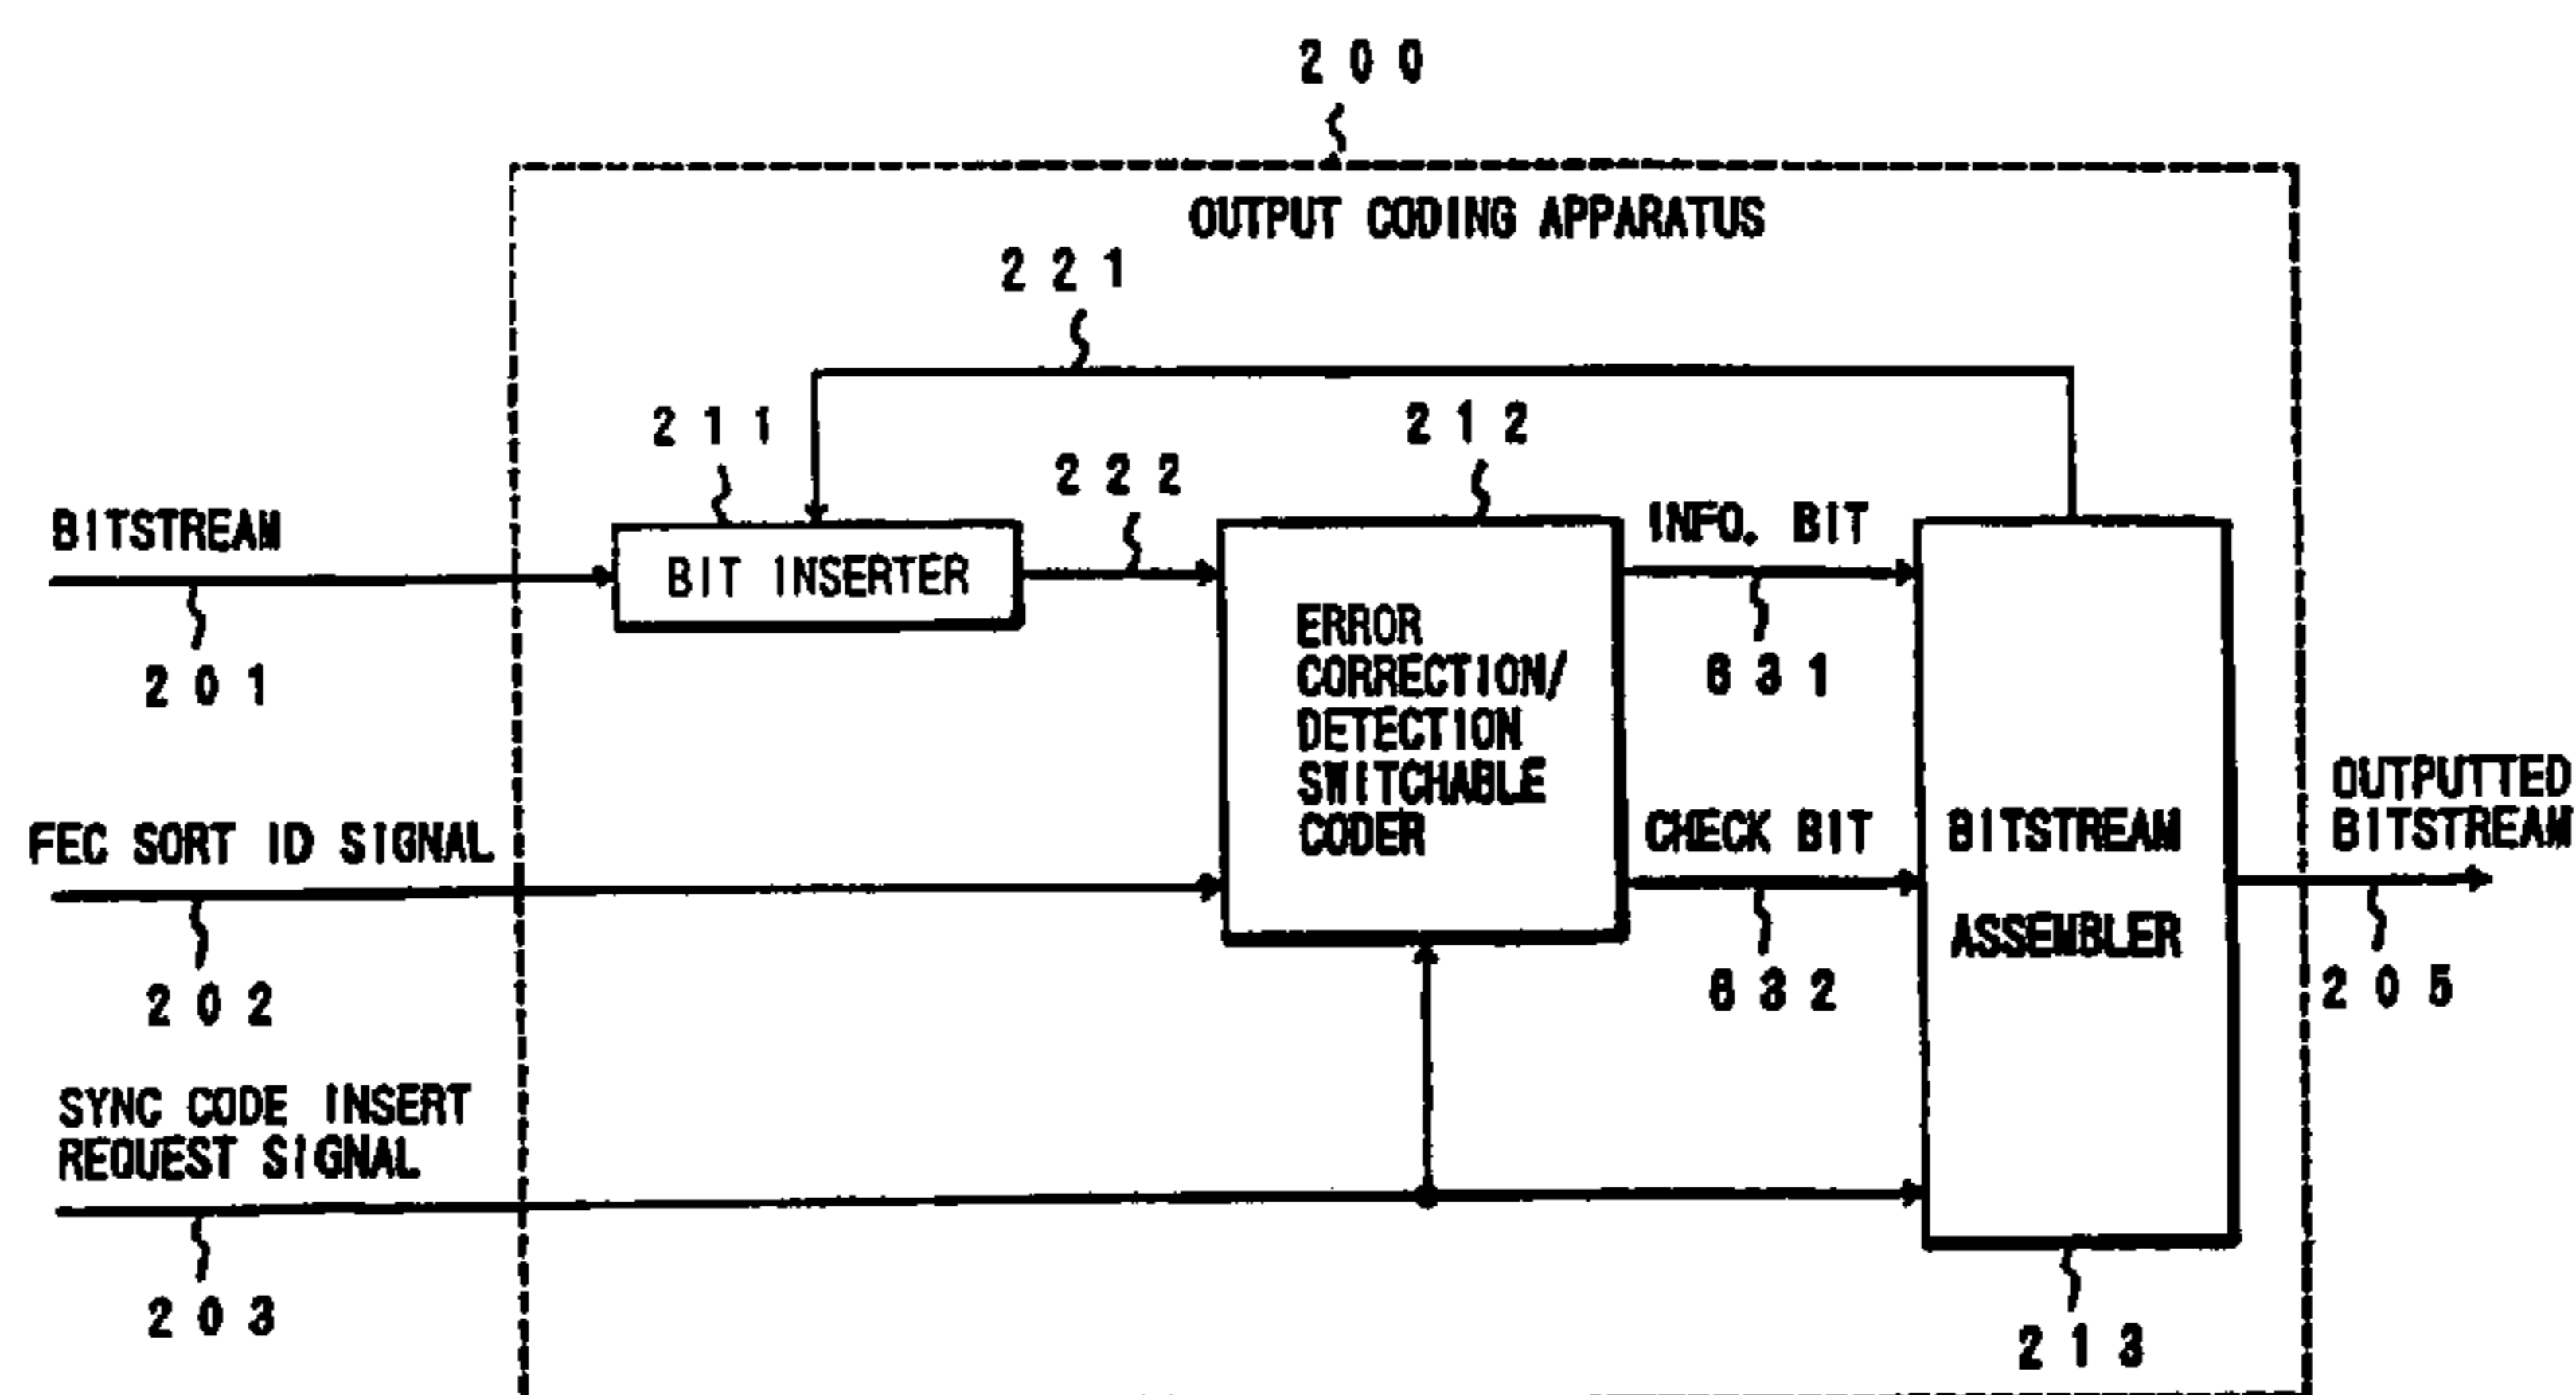 200
OUTPUT CODING APPARATUS
221
211
212
222
BITSTREAM
INFO. BIT
BIT INSERTER
ERROR
CORRECTION/
DETECTION
SWITCHABLE
CODER
631
201
OUTPUTTED
BITSTREAM
FEC SORT ID SIGNAL
CHECK BIT
BITSTREAM
ASSEMBLER
632
205
202
SYNC CODE INSERT
REQUEST SIGNAL
203
213